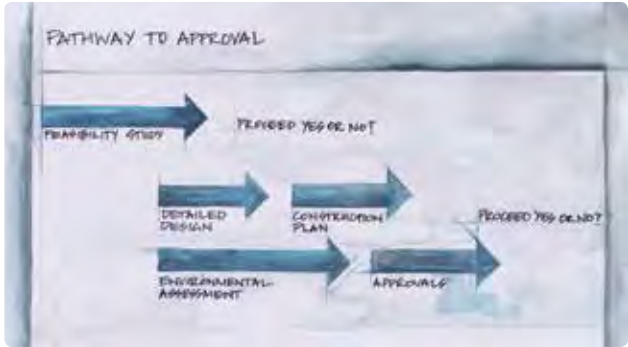 PATHWAY TO APPROVAL
FEASIBILITY STUDY
PROCEED YES OR NOT
DETAILED
DESIGN
CONSTRUCTION
PLAN
PROCEED YES OR NO?
ENVIRONMENTAL
ASSESSMENT
APPROVALS